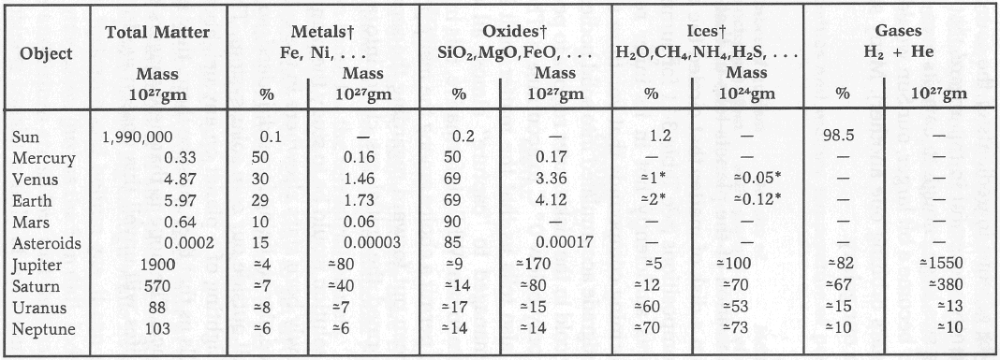 Object Total Matter Metals† Oxides† Ices† Gases
Fe, Ni, . . . SiO₂,MgO,FeO, . . . H₂O,CH₄,NH₄,H₂S, . . . H₂ + He
Mass Mass Mass Mass
10²⁷gm % 10²⁷gm % 10²⁷gm % 10²⁴gm % 10²⁷gm
Sun 1,990,000 0.1 — 0.2 — 1.2 — 98.5 —
Mercury 0.33 50 0.16 50 0.17 — — — —
Venus 4.87 30 1.46 69 3.36 ≃1* ≃0.05* — —
Earth 5.97 29 1.73 69 4.12 ≃2* ≃0.12* — —
Mars 0.64 10 0.06 90 — — — — —
Asteroids 0.0002 15 0.00003 85 0.00017 — — — —
Jupiter 1900 ≃4 ≃80 ≃9 ≃170 ≃5 ≃100 ≃82 ≃1550
Saturn 570 ≃7 ≃40 ≃14 ≃80 ≃12 ≃70 ≃67 ≃380
Uranus 88 ≃8 ≃7 ≃17 ≃15 ≃60 ≃53 ≃15 ≃13
Neptune 103 ≃6 ≃6 ≃14 ≃14 ≃70 ≃73 ≃10 ≃10